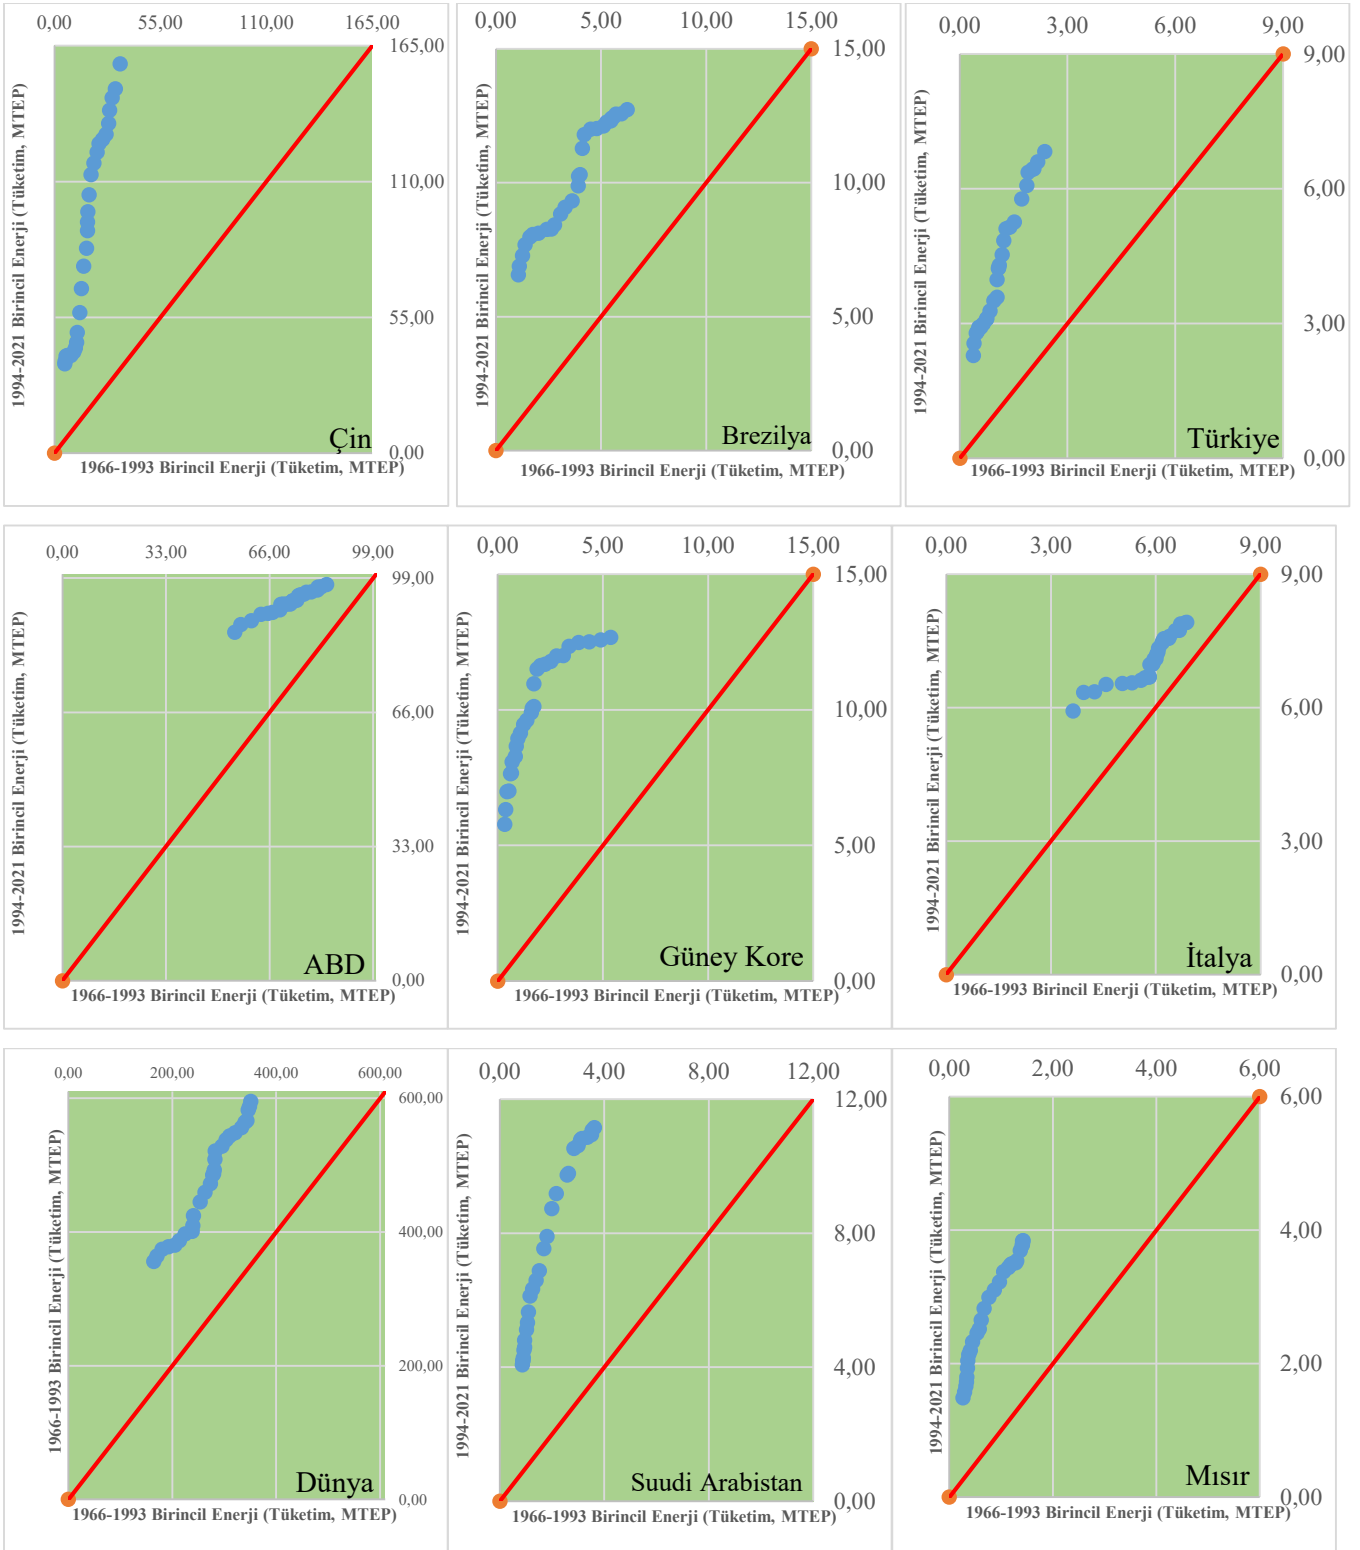 0,00 55,00 110,00 165,00
165,00
110,00
55,00
0,00
1994-2021 Birincil Enerji (Tüketim, MTEP)
Çin
1966-1993 Birincil Enerji (Tüketim, MTEP)
0,00 5,00 10,00 15,00
15,00
10,00
5,00
0,00
1994-2021 Birincil Enerji (Tüketim, MTEP)
Brezilya
1966-1993 Birincil Enerji (Tüketim, MTEP)
0,00 3,00 6,00 9,00
9,00
6,00
3,00
0,00
1994-2021 Birincil Enerji (Tüketim, MTEP)
Türkiye
1966-1993 Birincil Enerji (Tüketim, MTEP)
0,00 33,00 66,00 99,00
99,00
66,00
33,00
0,00
1994-2021 Birincil Enerji (Tüketim, MTEP)
ABD
1966-1993 Birincil Enerji (Tüketim, MTEP)
0,00 5,00 10,00 15,00
15,00
10,00
5,00
0,00
1994-2021 Birincil Enerji (Tüketim, MTEP)
Güney Kore
1966-1993 Birincil Enerji (Tüketim, MTEP)
0,00 3,00 6,00 9,00
9,00
6,00
3,00
0,00
1994-2021 Birincil Enerji (Tüketim, MTEP)
İtalya
1966-1993 Birincil Enerji (Tüketim, MTEP)
0,00 200,00 400,00 600,00
600,00
400,00
200,00
0,00
1966-1993 Birincil Enerji (Tüketim, MTEP)
Dünya
1966-1993 Birincil Enerji (Tüketim, MTEP)
0,00 4,00 8,00 12,00
12,00
8,00
4,00
0,00
1994-2021 Birincil Enerji (Tüketim, MTEP)
Suudi Arabistan
1966-1993 Birincil Enerji (Tüketim, MTEP)
0,00 2,00 4,00 6,00
6,00
4,00
2,00
0,00
1994-2021 Birincil Enerji (Tüketim, MTEP)
Mısır
1966-1993 Birincil Enerji (Tüketim, MTEP)